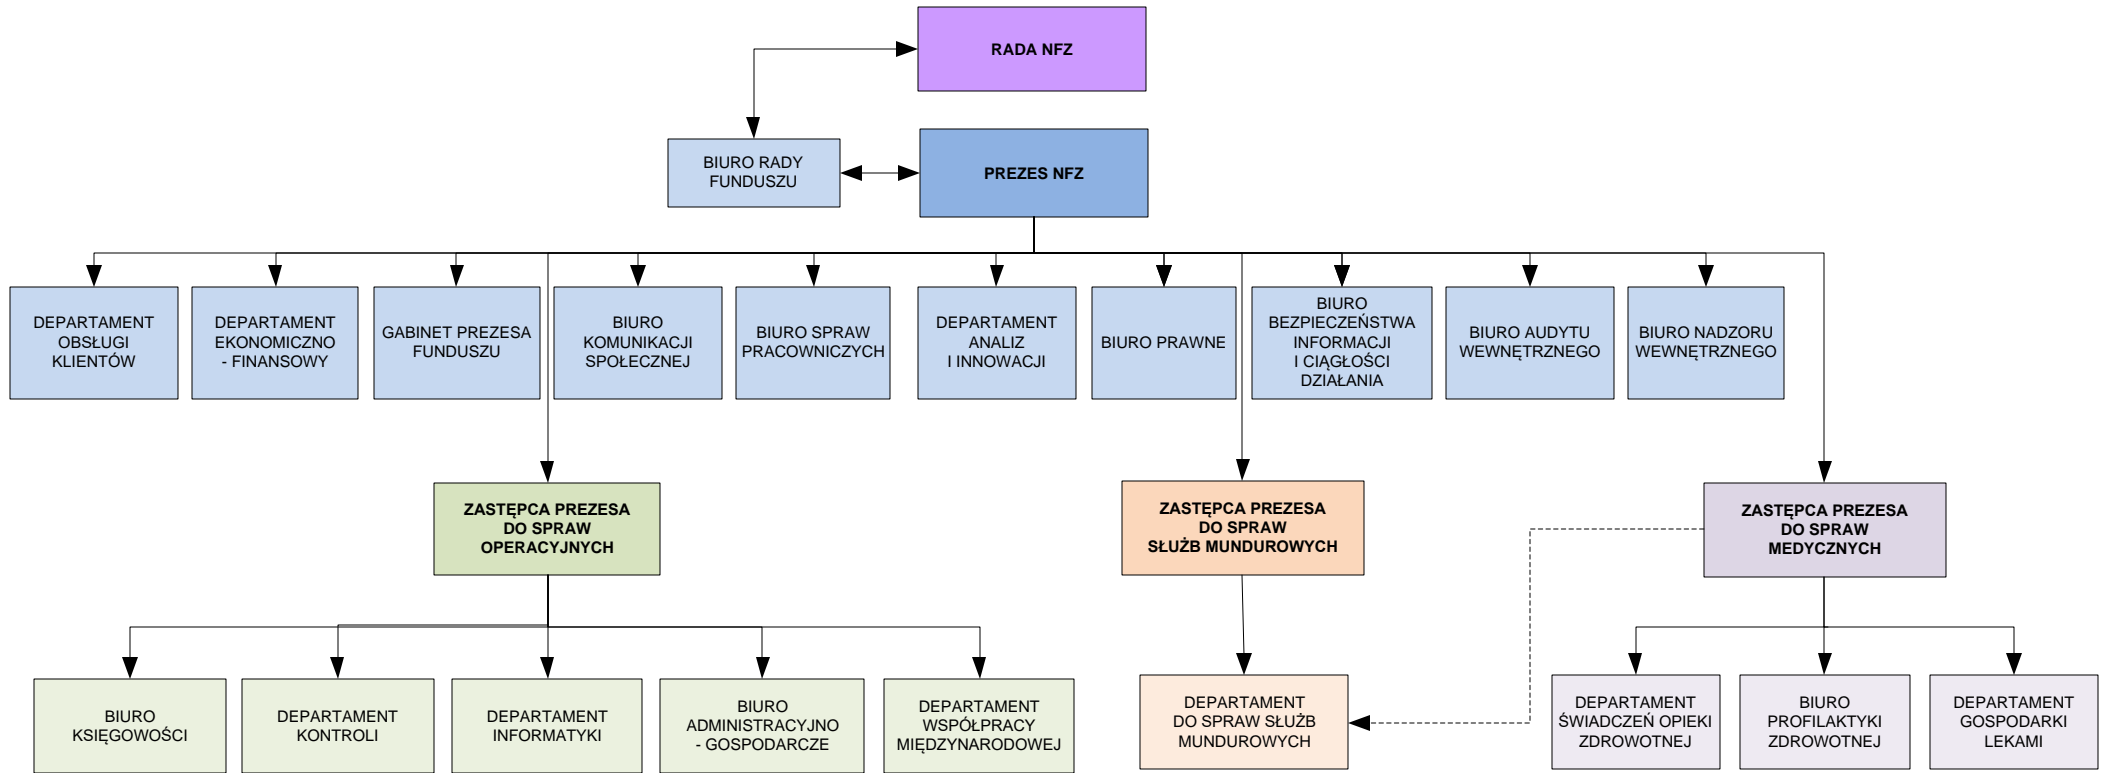 RADA NFZ
BIURO RADY
FUNDUSZU
PREZES NFZ
DEPARTAMENT
OBSŁUGI
KLIENTÓW
DEPARTAMENT
EKONOMICZNO
- FINANSOWY
GABINET PREZESA
FUNDUSZU
BIURO
KOMUNIKACJI
SPOŁECZNEJ
BIURO SPRAW
PRACOWNICZYCH
DEPARTAMENT
ANALIZ
I INNOWACJI
BIURO PRAWNE
BIURO
BEZPIECZEŃSTWA
INFORMACJI
I CIĄGŁOŚCI
DZIAŁANIA
BIURO AUDYTU
WEWNĘTRZNEGO
BIURO NADZORU
WEWNĘTRZNEGO
ZASTĘPCA PREZESA
DO SPRAW
OPERACYJNYCH
ZASTĘPCA PREZESA
DO SPRAW
SŁUŻB MUNDUROWYCH
ZASTĘPCA PREZESA
DO SPRAW
MEDYCZNYCH
BIURO
KSIĘGOWOŚCI
DEPARTAMENT
KONTROLI
DEPARTAMENT
INFORMATYKI
BIURO
ADMINISTRACYJNO
- GOSPODARCZE
DEPARTAMENT
WSPÓŁPRACY
MIĘDZYNARODOWEJ
DEPARTAMENT
DO SPRAW SŁUŻB
MUNDUROWYCH
DEPARTAMENT
ŚWIADCZEŃ OPIEKI
ZDROWOTNEJ
BIURO
PROFILAKTYKI
ZDROWOTNEJ
DEPARTAMENT
GOSPODARKI
LEKAMI